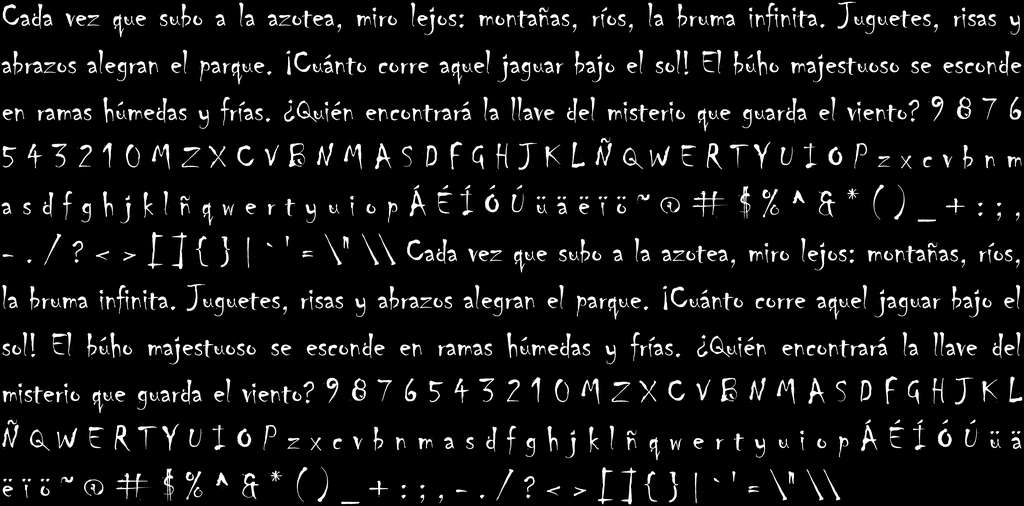 Cada vez que subo a la azotea, miro lejos: montañas, ríos, la bruma infinita. Juguetes, risas y
abrazos alegran el parque. ¡Cuánto corre aquel jaguar bajo el sol! El búho majestuoso se esconde
en ramas húmedas y frías. ¿Quién encontrará la llave del misterio que guarda el viento? 9 8 7 6
5 4 3 2 1 0 M Z X C V B N M A S D F G H J K L Ñ Q W E R T Y U I O P z x c v b n m
a s d f g h j k l ñ q w e r t y u i o p Á É Í Ó Ú ü ä ë ï ö ~ @ # $ % ^ & * ( ) _ + : ; ,
- . / ? < > [ ] { } | ` ' = \" \\ Cada vez que subo a la azotea, miro lejos: montañas, ríos,
la bruma infinita. Juguetes, risas y abrazos alegran el parque. ¡Cuánto corre aquel jaguar bajo el
sol! El búho majestuoso se esconde en ramas húmedas y frías. ¿Quién encontrará la llave del
misterio que guarda el viento? 9 8 7 6 5 4 3 2 1 0 M Z X C V B N M A S D F G H J K L
Ñ Q W E R T Y U I O P z x c v b n m a s d f g h j k l ñ q w e r t y u i o p Á É Í Ó Ú ü ä
ë ï ö ~ @ # $ % ^ & * ( ) _ + : ; , - . / ? < > [ ] { } | ` ' = \" \\